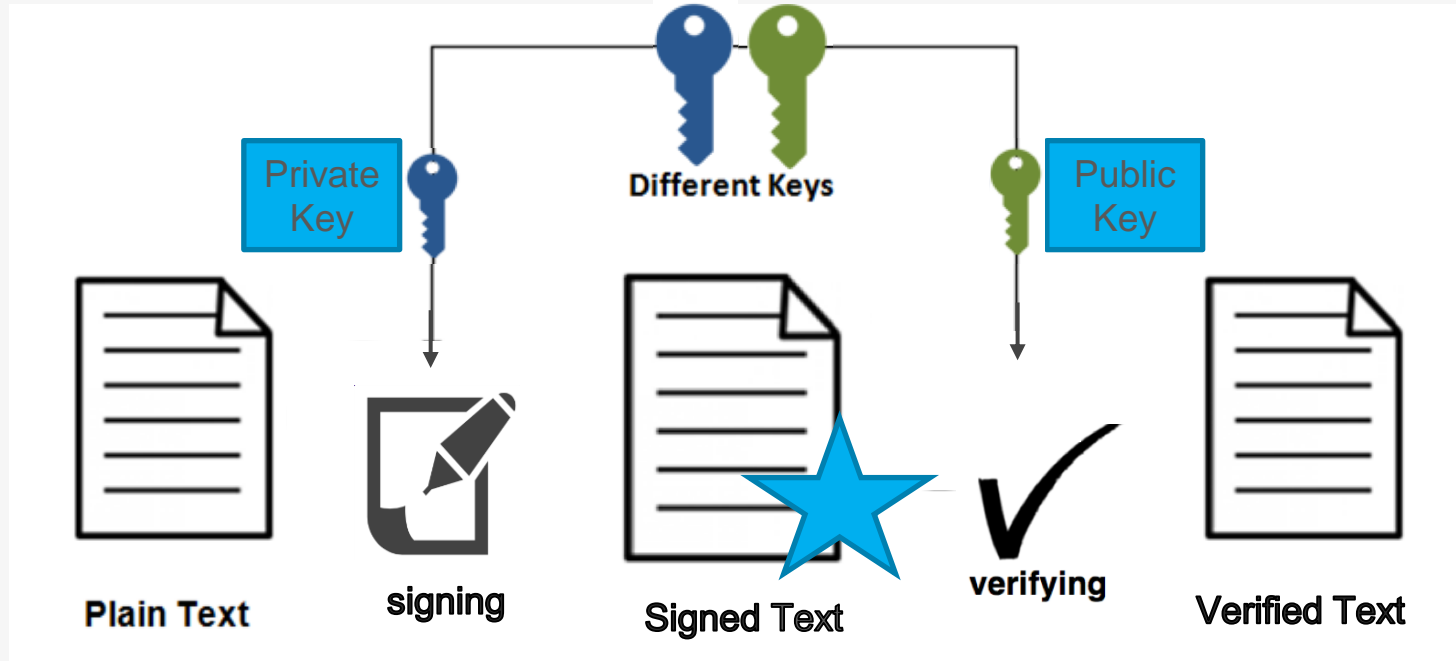 Different Keys
Private
Key
Public
Key
Plain Text
signing
Signed Text
verifying
Verified Text